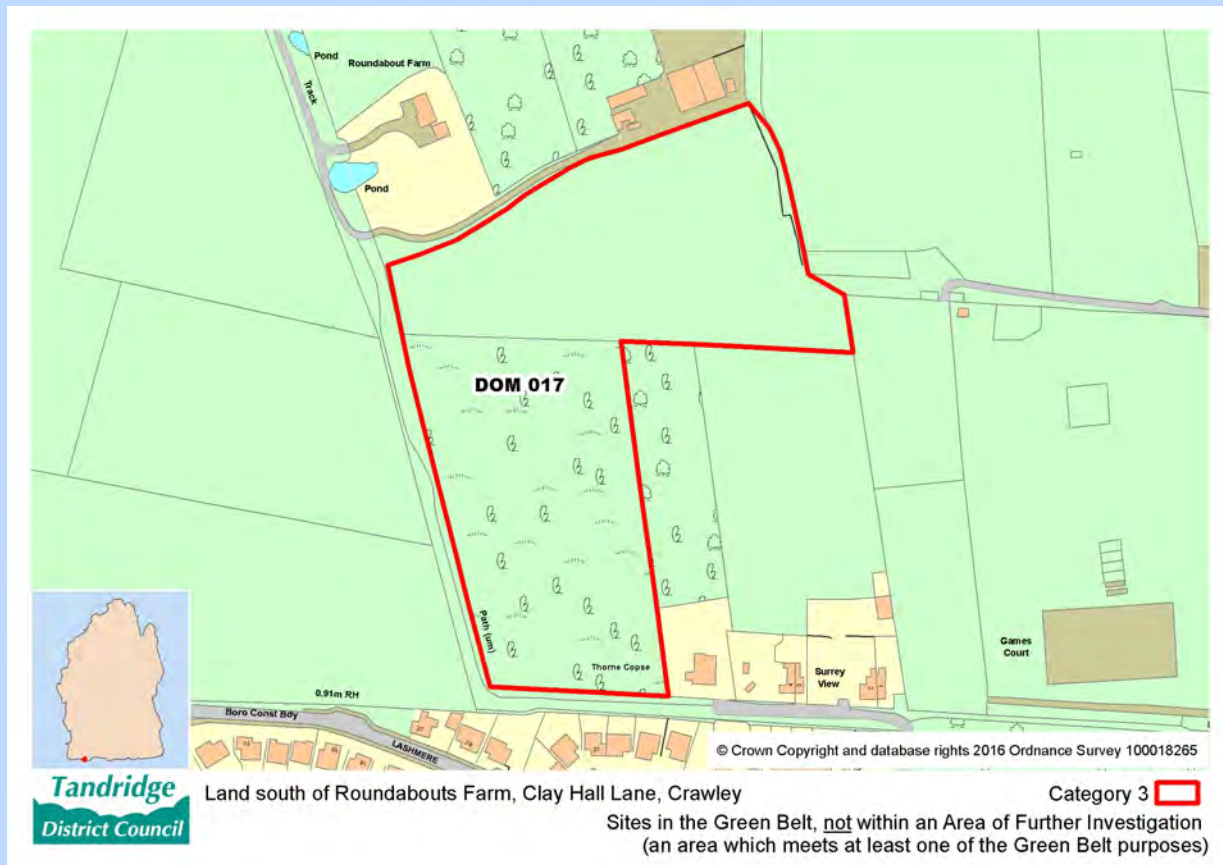 Pond
Roundabout Farm
Track
Pond
DOM 017
Path (um)
Thorne Copse
Surrey
View
Games
Court
0.91m RH
Boro Const Bdy
LASHMERE
© Crown Copyright and database rights 2016 Ordnance Survey 100018265
Tandridge
District Council
Land south of Roundabouts Farm, Clay Hall Lane, Crawley
Category 3
Sites in the Green Belt, not within an Area of Further Investigation
(an area which meets at least one of the Green Belt purposes)